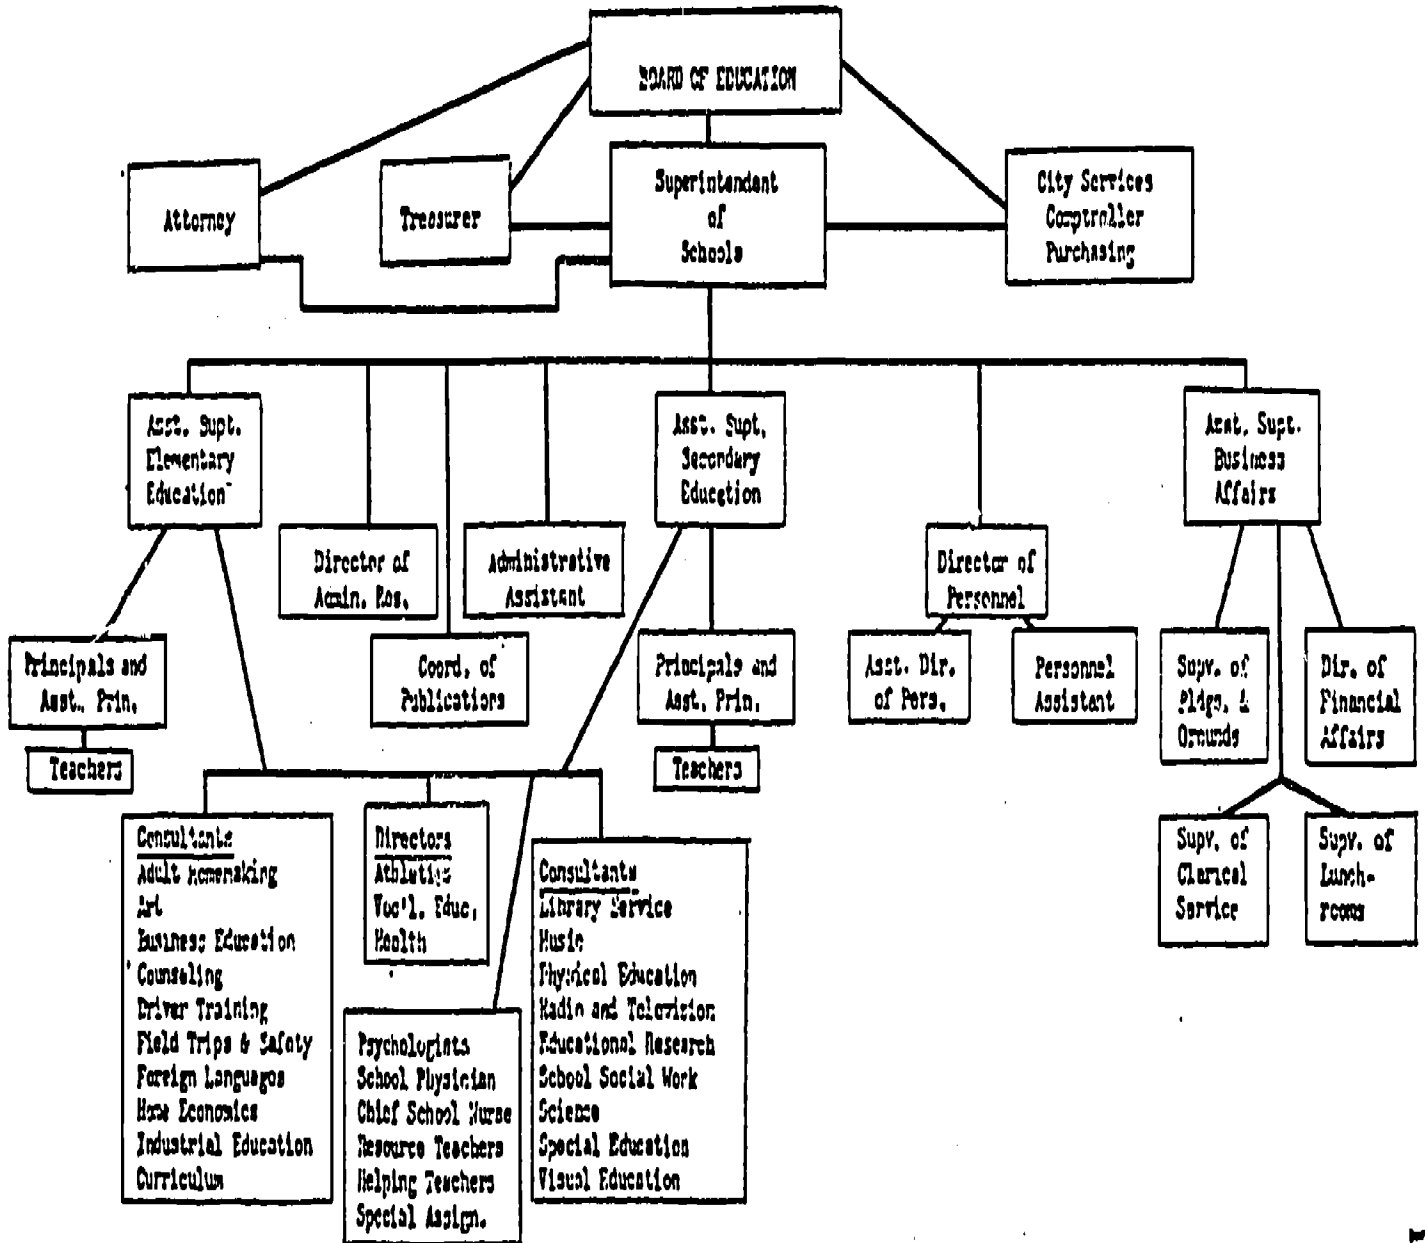 BOARD OF EDUCATION
Attorney
Treasurer
Superintendent
of
Schools
City Services
Comptroller
Purchasing
Asst. Supt.
Elementary
Education
Asst. Supt.
Secondary
Education
Asst. Supt.
Business
Affairs
Director of
Admin. Res.
Administrative
Assistant
Director of
Personnel
Principals and
Asst. Prin.
Teachers
Coord. of
Publications
Principals and
Asst. Prin.
Teachers
Asst. Dir.
of Pers.
Personnel
Assistant
Supv. of
Bldgs. &
Grounds
Dir. of
Financial
Affairs
Supv. of
Clerical
Service
Supv. of
Lunch-
rooms
Consultants
Adult Homemaking
Art
Business Education
Counseling
Driver Training
Field Trips & Safety
Foreign Languages
Home Economics
Industrial Education
Curriculum
Directors
Athletics
Voc'l. Educ.
Health
Psychologists
School Physician
Chief School Nurse
Resource Teachers
Helping Teachers
Special Assign.
Consultants
Library Service
Music
Physical Education
Radio and Television
Educational Research
School Social Work
Science
Special Education
Visual Education